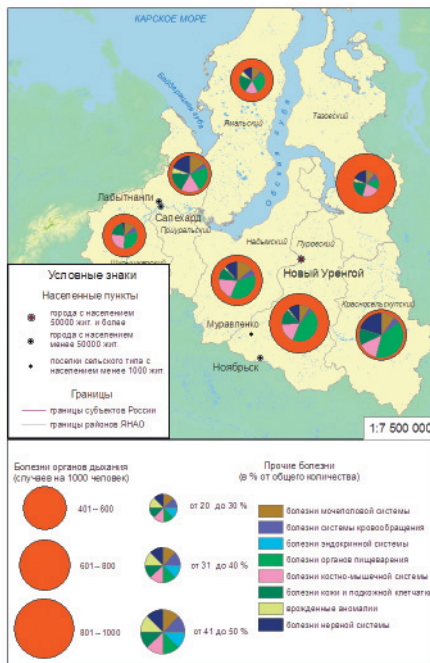 КАРСКОЕ МОРЕ
Байдарацкая губа
Ямальский
Обская губа
Тазовский
Лабытнанги
Салехард
Приуральский
Надымский
Пуровский
Новый Уренгой
Красноселькупский
Муравленко
Ноябрьск
Условные знаки
Населенные пункты
города с населением
50000 жит. и более
города с населением
менее 50000 жит.
поселки сельского типа с
населением менее 1000 жит.
Границы
границы субъектов России
границы районов ЯНАО
1:7 500 000
Болезни органов дыхания
(случаев на 1000 человек)
401–600
601–800
801–1000
от 20 до 30 %
от 31 до 40 %
от 41 до 50 %
Прочие болезни
(в % от общего количества)
болезни мочеполовой системы
болезни системы кровообращения
болезни эндокринной системы
болезни органов пищеварения
болезни костно-мышечной системы
болезни кожи и подкожной клетчатки
врожденные аномалии
болезни нервной системы